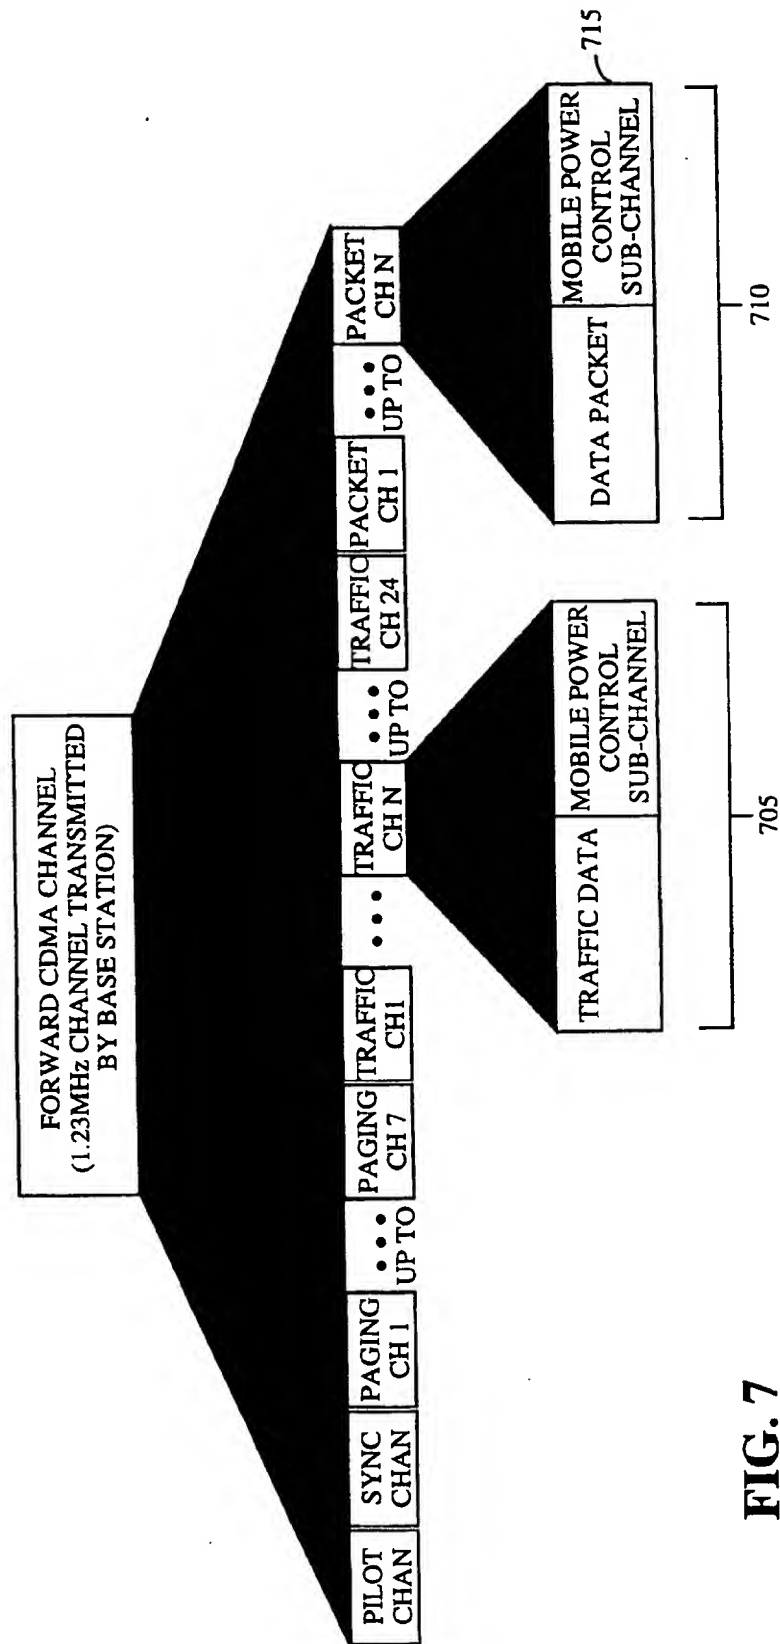 FORWARD CDMA CHANNEL
(1.23MHz CHANNEL TRANSMITTED
BY BASE STATION)
PILOT
CHAN
SYNC
CHAN
PAGING
CH 1
•••
UP TO
PAGING
CH 7
TRAFFIC
CH1
•••
TRAFFIC
CH N
•••
UP TO
TRAFFIC
CH 24
PACKET
CH 1
•••
UP TO
PACKET
CH N
TRAFFIC DATA
MOBILE POWER
CONTROL
SUB-CHANNEL
705
DATA PACKET
MOBILE POWER
CONTROL
SUB-CHANNEL
715
710
FIG. 7